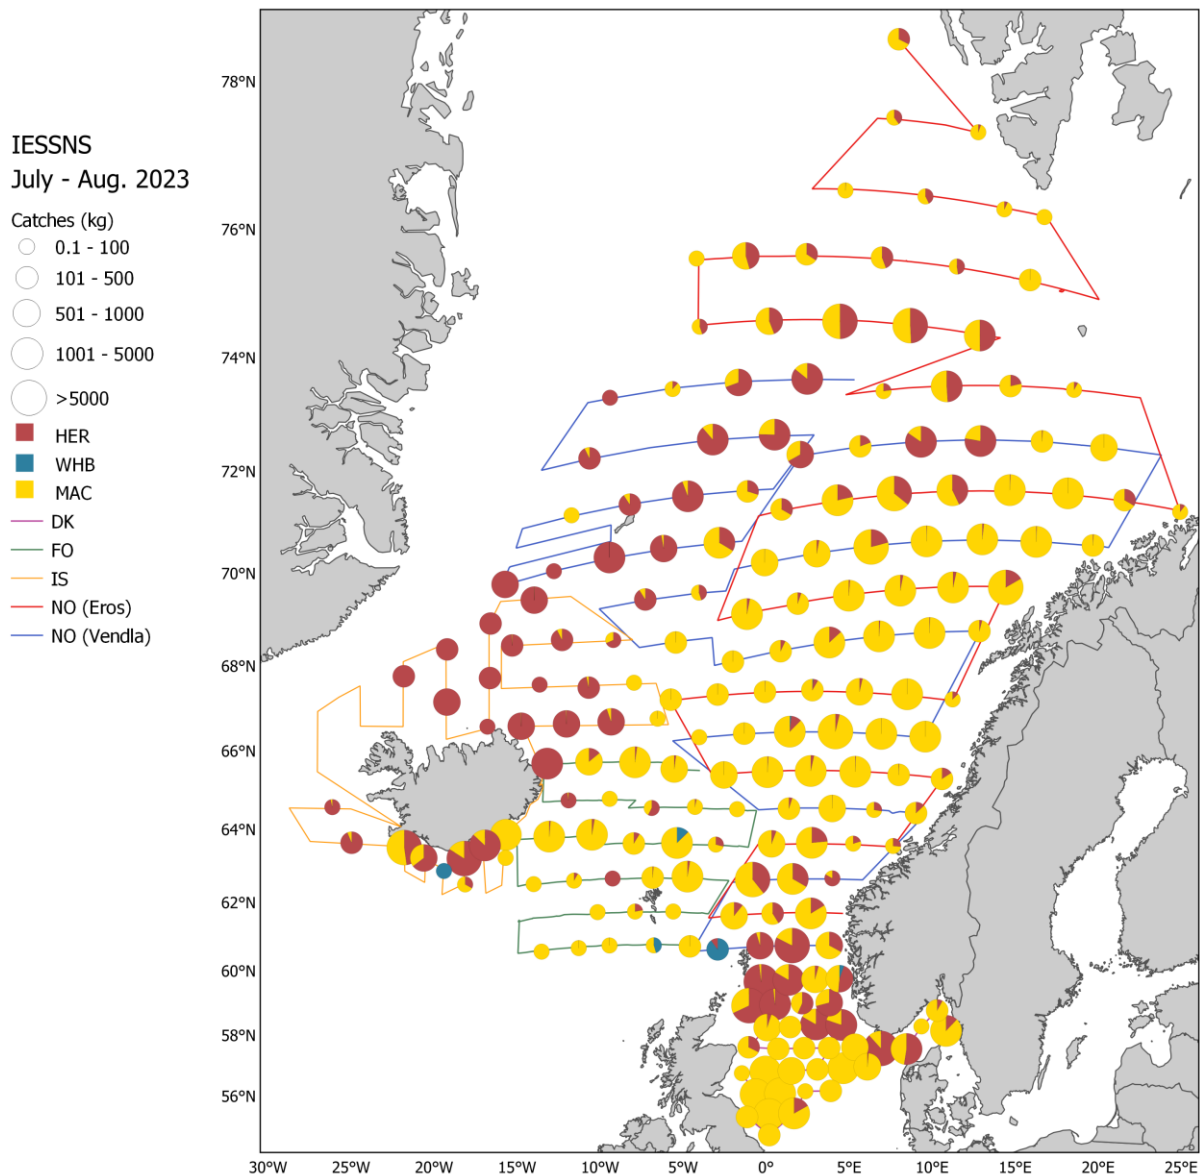 IESSNS
July - Aug. 2023
Catches (kg)
0.1 - 100
101 - 500
501 - 1000
1001 - 5000
>5000
HER
WHB
MAC
DK
FO
IS
NO (Eros)
NO (Vendla)
78°N
76°N
74°N
72°N
70°N
68°N
66°N
64°N
62°N
60°N
58°N
56°N
30°W 25°W 20°W 15°W 10°W 5°W 0° 5°E 10°E 15°E 20°E 25°E